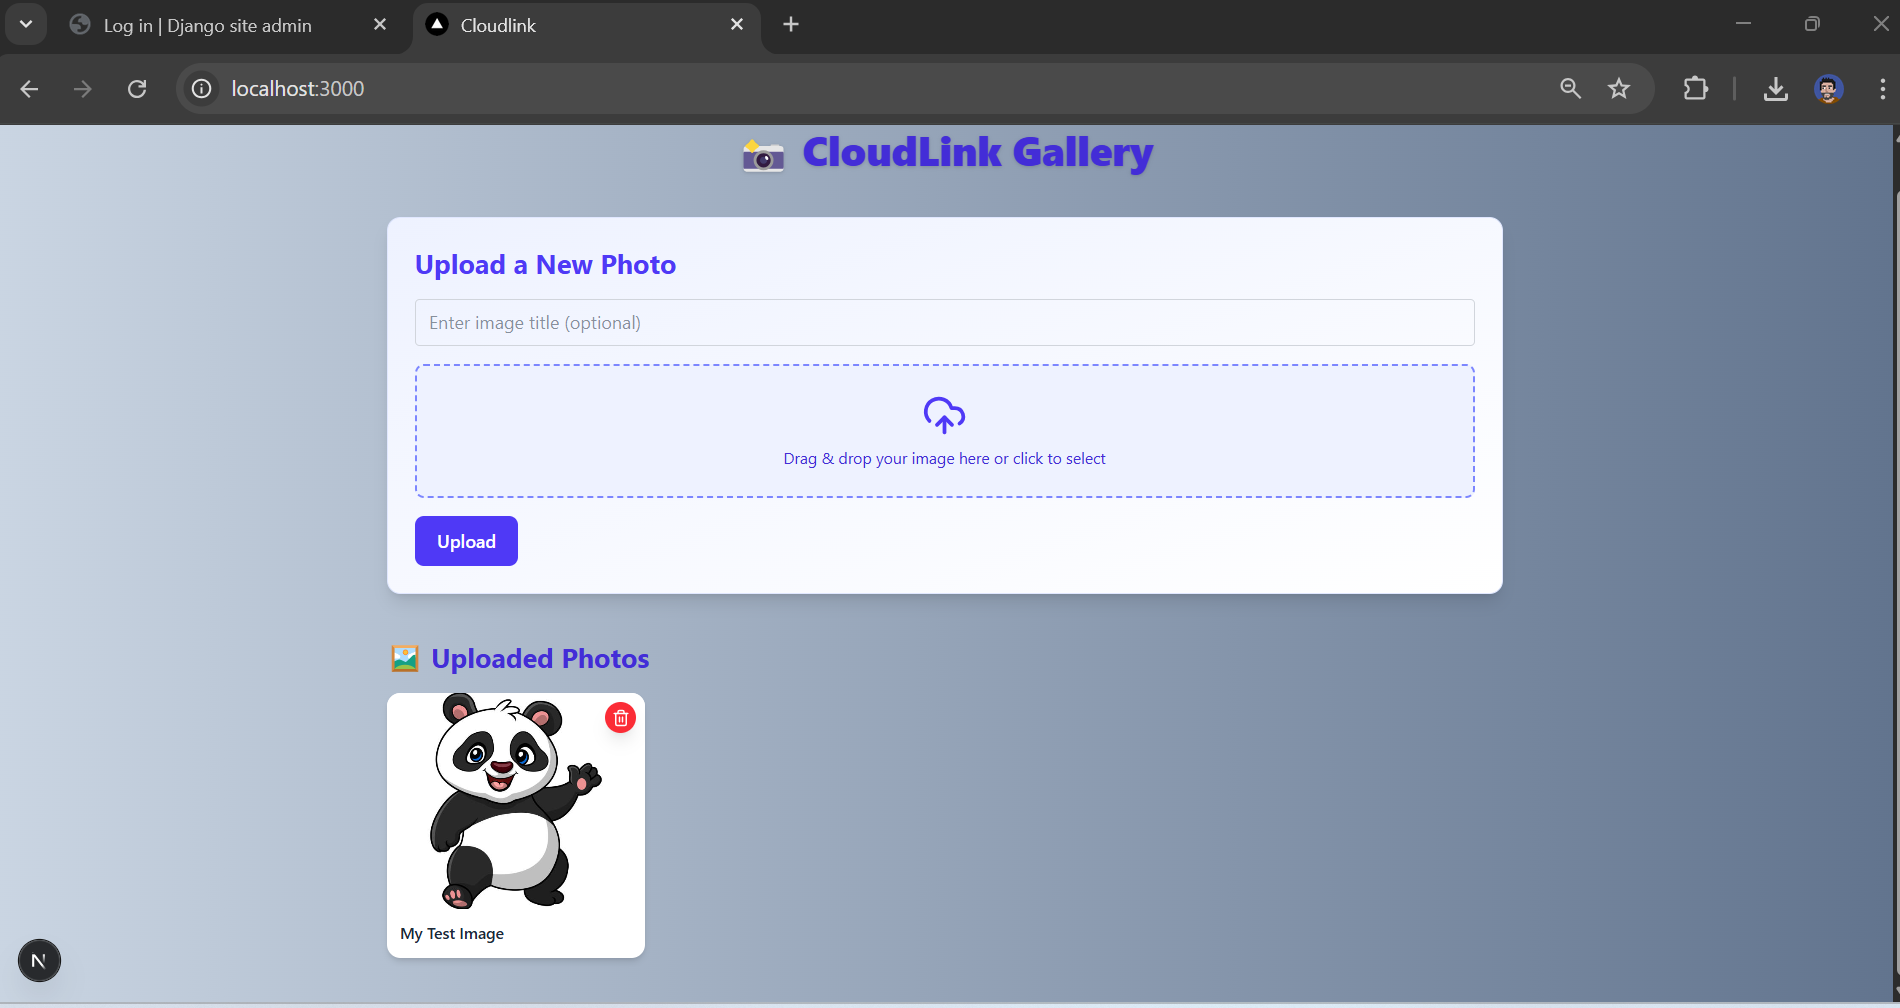 Log in | Django site admin
Cloudlink
localhost:3000
CloudLink Gallery
Upload a New Photo
Enter image title (optional)
Drag & drop your image here or click to select
Upload
Uploaded Photos
My Test Image
N